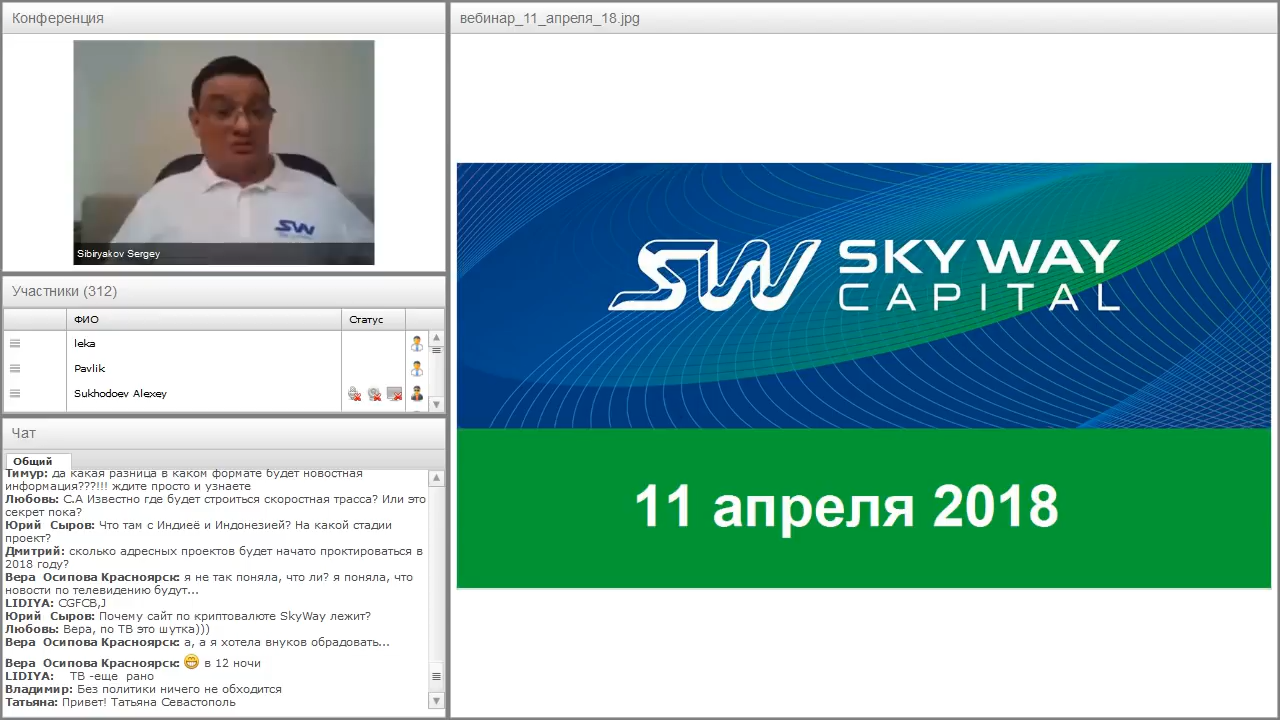 Конференция
Sibiryakov Sergey
SW
Участники (312)
ФИО Статус
leka
Pavlik
Sukhodoev Alexey
Чат
Общий
Тимур: да какая разница в каком формате будет новостная
информация???!!! ждите просто и узнаете
Любовь: С.А Известно где будет строиться скоростная трасса? Или это
секрет пока?
Юрий Сыров: Что там с Индией и Индонезией? На какой стадии
проект?
Дмитрий: сколько адресных проектов будет начато проктироваться в
2018 году?
Вера Осипова Красноярск: я не так поняла, что ли? я поняла, что
новости по телевидению будут...
LIDIYA: CGFCB,J
Юрий Сыров: Почему сайт по криптовалюте SkyWay лежит?
Любовь: Вера, по ТВ это шутка)))
Вера Осипова Красноярск: а, а я хотела внуков обрадовать...
Вера Осипова Красноярск: в 12 ночи
LIDIYA: ТВ -еще рано
Владимир: Без политики ничего не обходится
Татьяна: Привет! Татьяна Севастополь
вебинар_11_апреля_18.jpg
SW SKY WAY
CAPITAL
11 апреля 2018